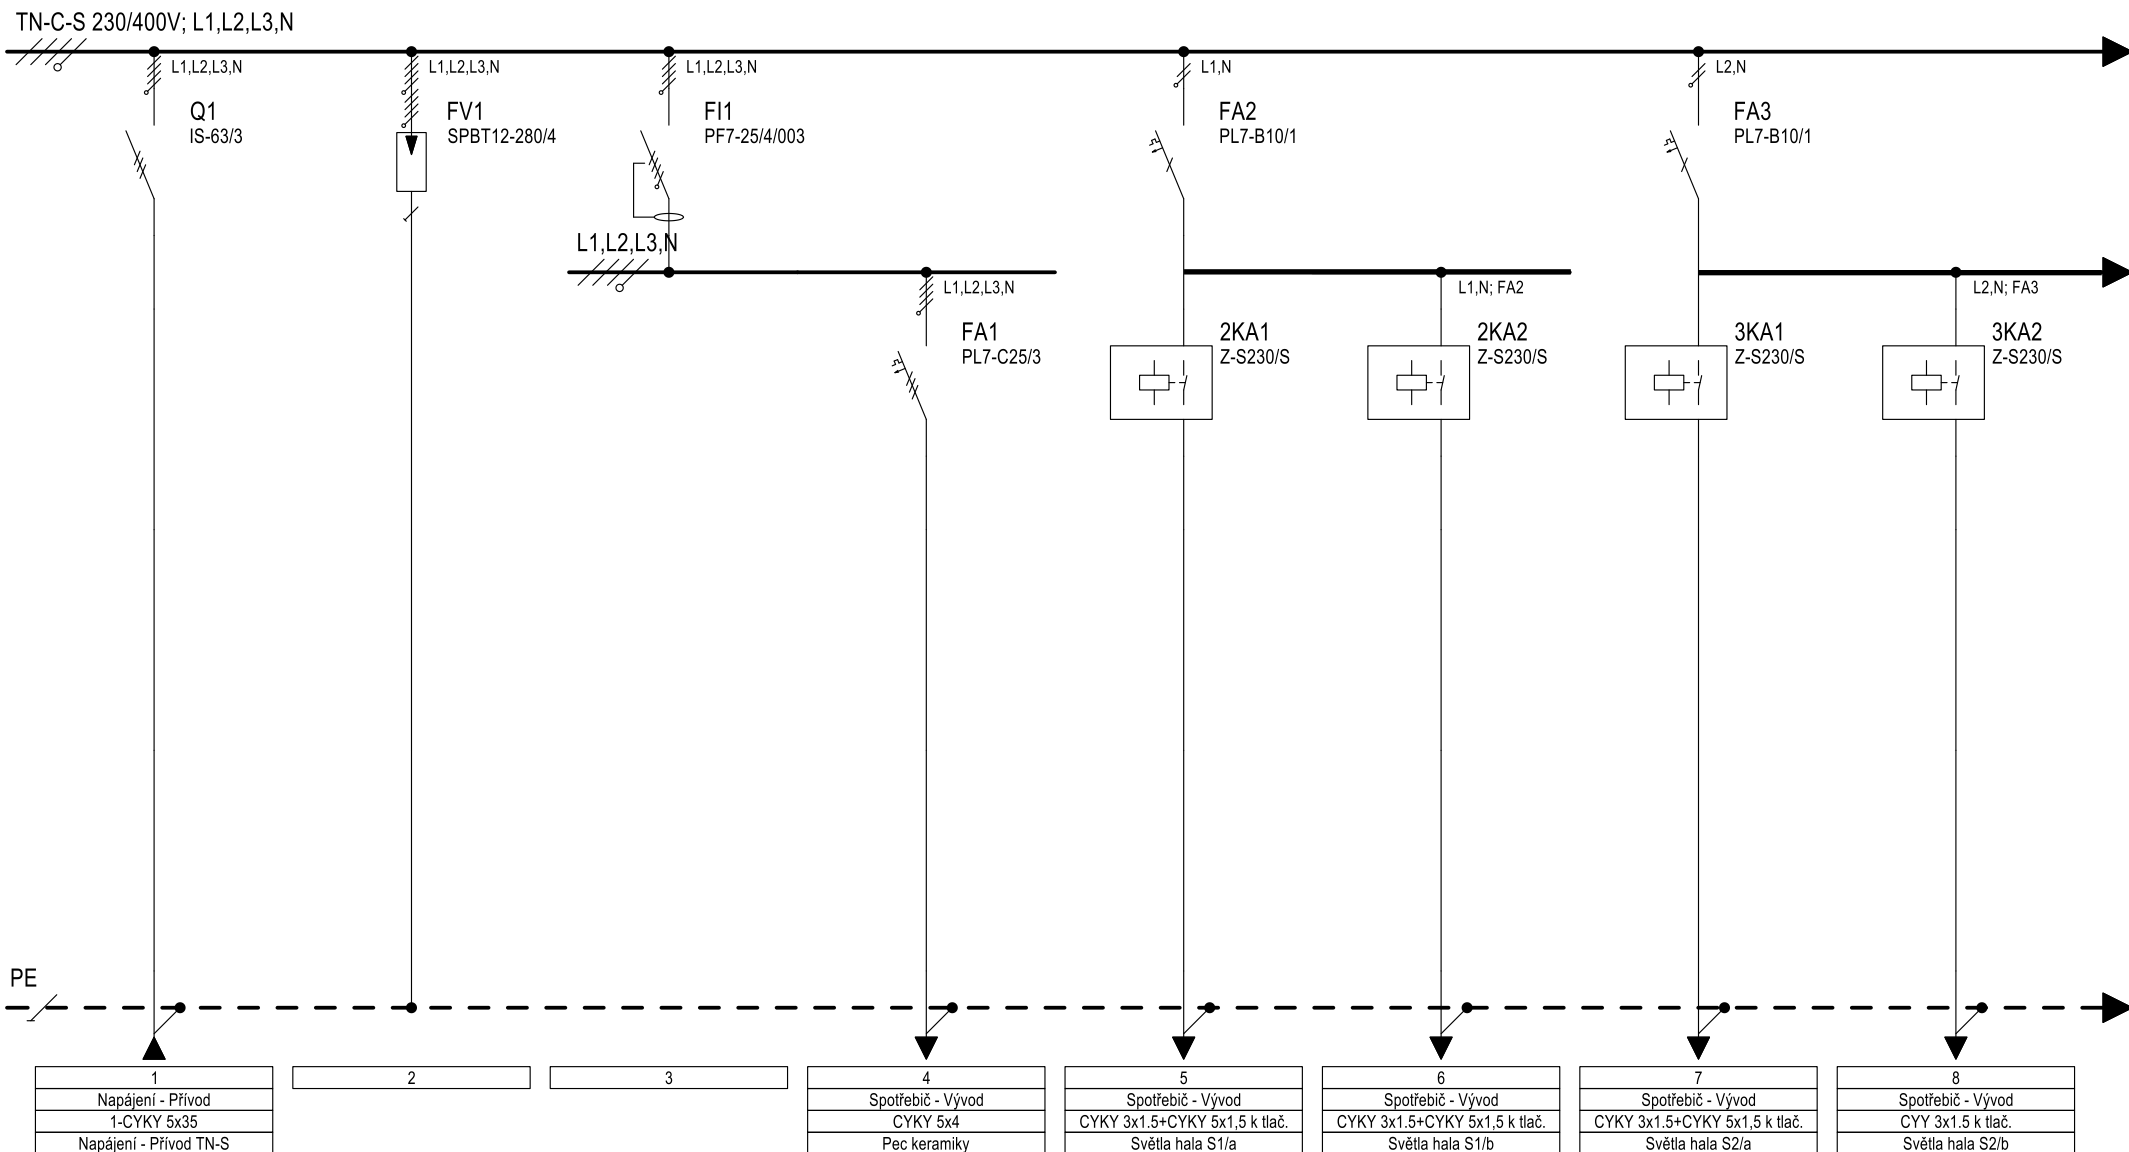 TN-C-S 230/400V; L1,L2,L3,N
L1,L2,L3,N
L1,L2,L3,N
L1,L2,L3,N
L1,N
L2,N
Q1
IS-63/3
FV1
SPBT12-280/4
FI1
PF7-25/4/003
FA2
PL7-B10/1
FA3
PL7-B10/1
L1,L2,L3,N
L1,L2,L3,N
L1,N; FA2
L2,N; FA3
FA1
PL7-C25/3
2KA1
Z-S230/S
2KA2
Z-S230/S
3KA1
Z-S230/S
3KA2
Z-S230/S
PE
1
Napájení - Přívod
1-CYKY 5x35
Napájení - Přívod TN-S
2
3
4
Spotřebič - Vývod
CYKY 5x4
Pec keramiky
5
Spotřebič - Vývod
CYKY 3x1.5+CYKY 5x1,5 k tlač.
Světla hala S1/a
6
Spotřebič - Vývod
CYKY 3x1.5+CYKY 5x1,5 k tlač.
Světla hala S1/b
7
Spotřebič - Vývod
CYKY 3x1.5+CYKY 5x1,5 k tlač.
Světla hala S2/a
8
Spotřebič - Vývod
CYY 3x1.5 k tlač.
Světla hala S2/b